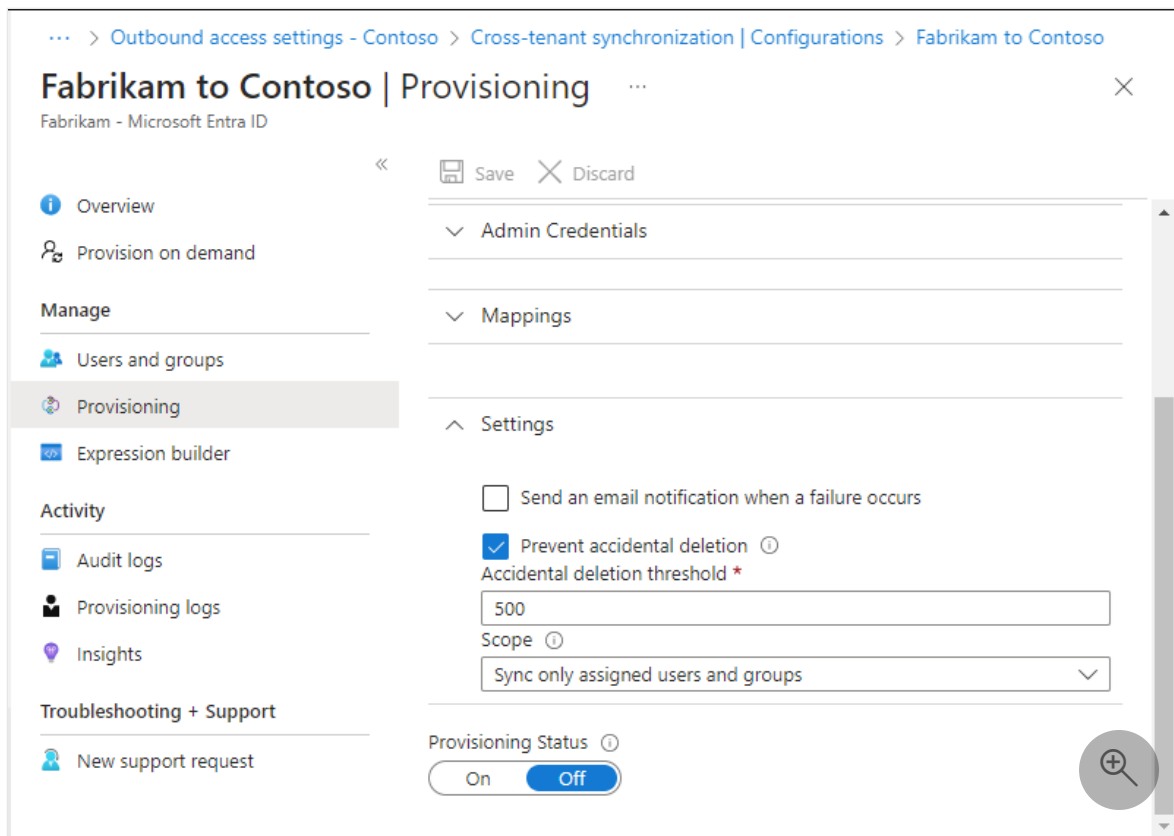 ··· > Outbound access settings - Contoso > Cross-tenant synchronization | Configurations > Fabrikam to Contoso
Fabrikam to Contoso | Provisioning ···
Fabrikam - Microsoft Entra ID
Save Discard
Overview
Provision on demand
Manage
Users and groups
Provisioning
Expression builder
Activity
Audit logs
Provisioning logs
Insights
Troubleshooting + Support
New support request
Admin Credentials
Mappings
Settings
Send an email notification when a failure occurs
Prevent accidental deletion
Accidental deletion threshold *
500
Scope
Sync only assigned users and groups
Provisioning Status
On Off